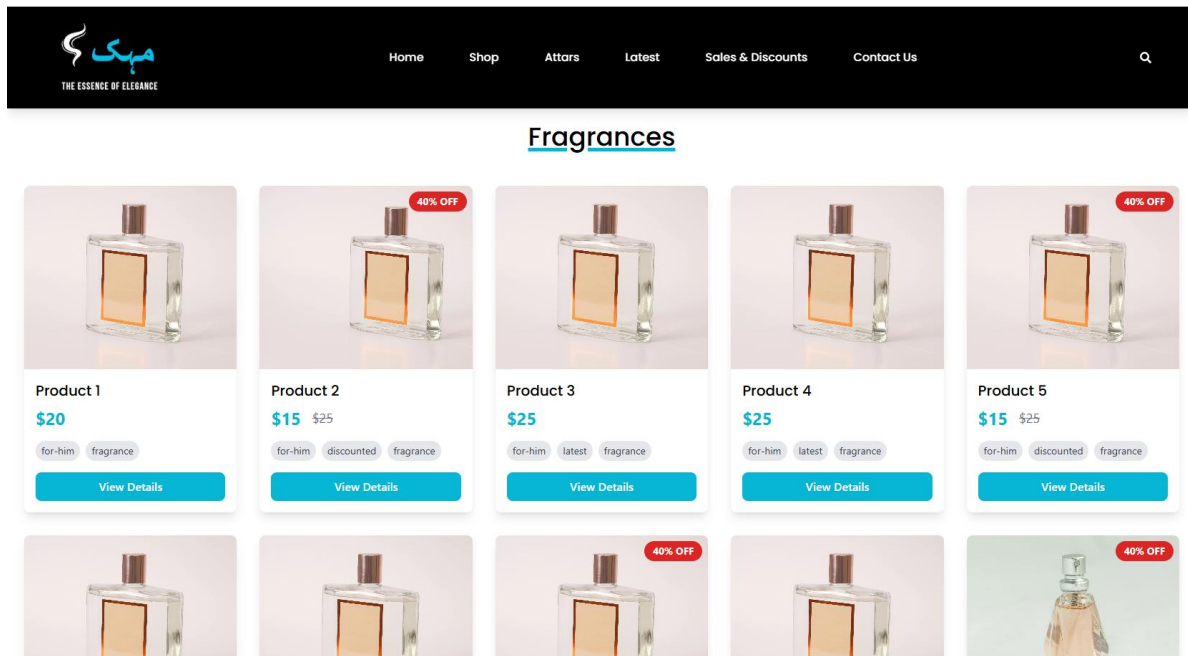 مہک
THE ESSENCE OF ELEGANCE
Home Shop Attars Latest Sales & Discounts Contact Us
Fragrances
40% OFF 40% OFF
Product 1 Product 2 Product 3 Product 4 Product 5
$20 $15 $25 $25 $25 $15 $25
for-him fragrance for-him discounted fragrance for-him latest fragrance for-him latest fragrance for-him discounted fragrance
View Details View Details View Details View Details View Details
40% OFF 40% OFF